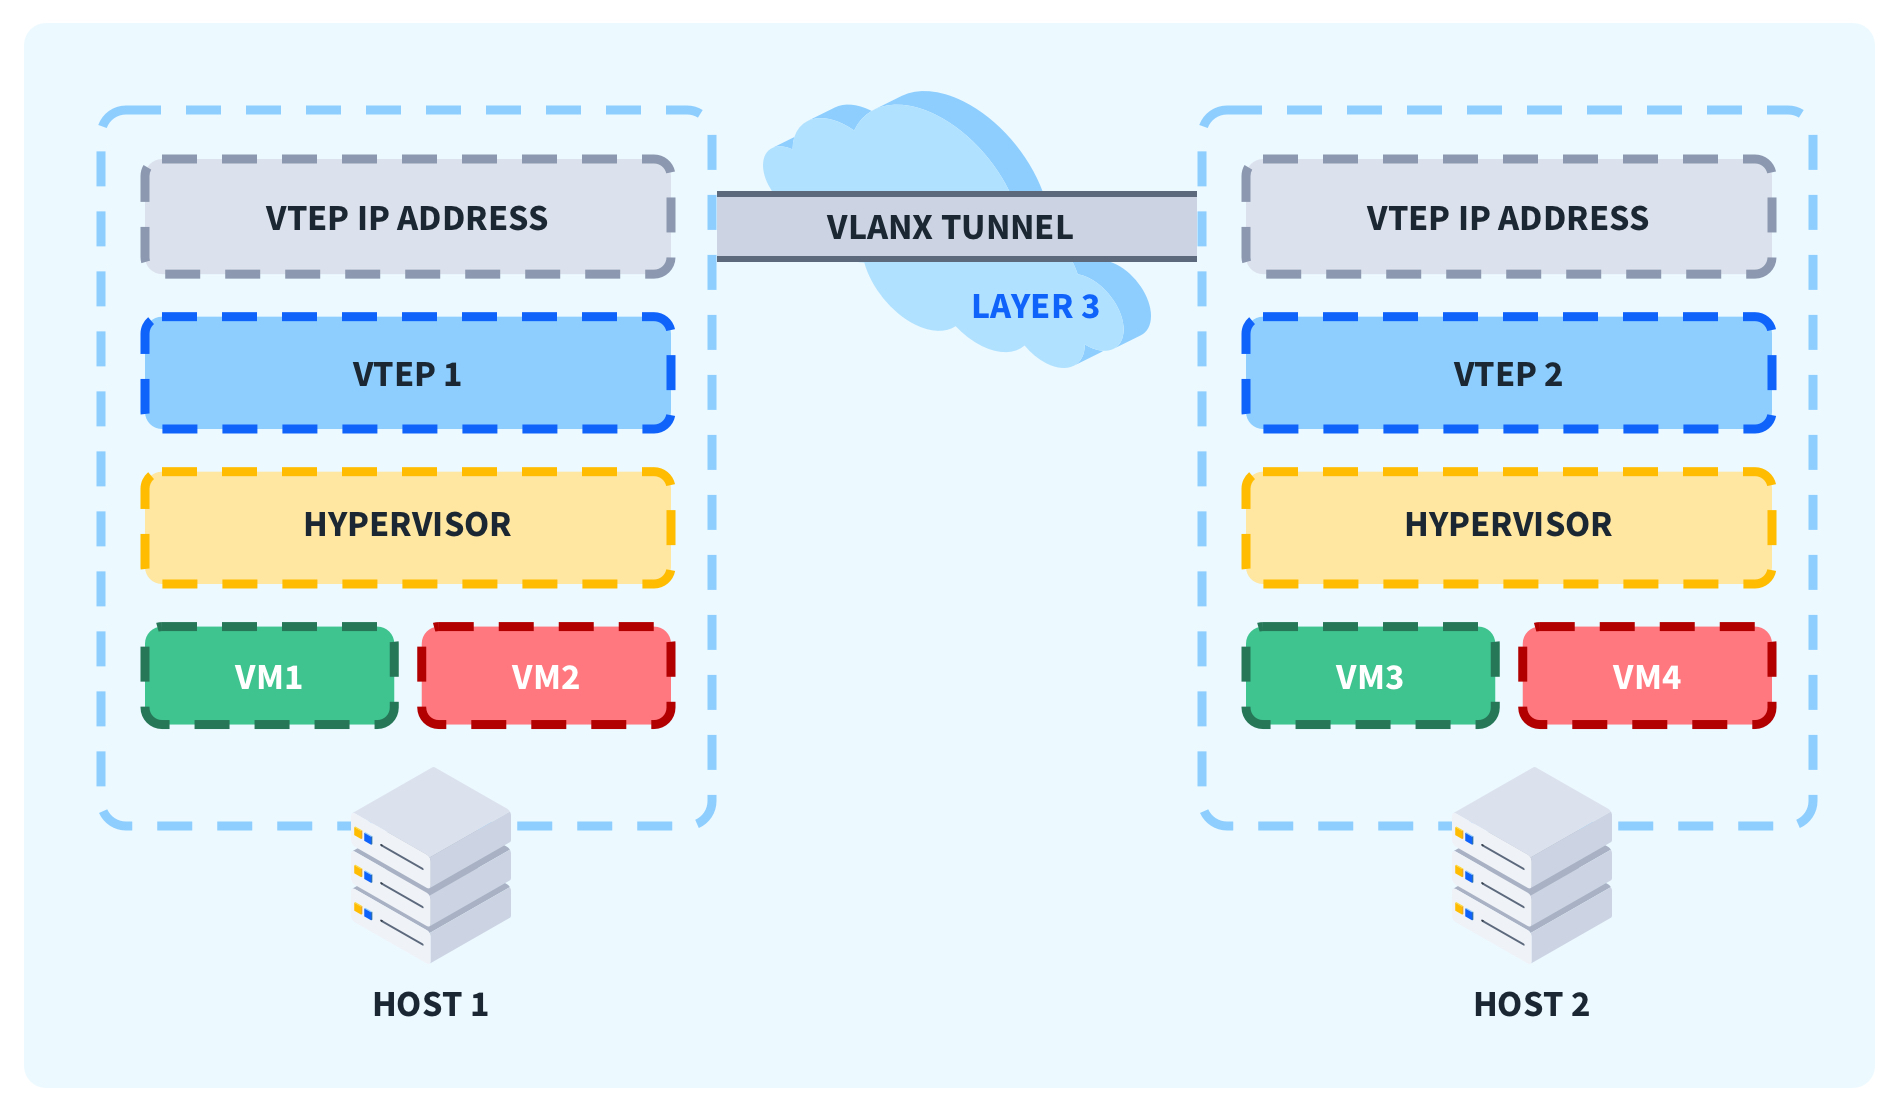 VTEP IP ADDRESS
VTEP 1
HYPERVISOR
VM1
VM2
HOST 1
VLANX TUNNEL
LAYER 3
VTEP IP ADDRESS
VTEP 2
HYPERVISOR
VM3
VM4
HOST 2